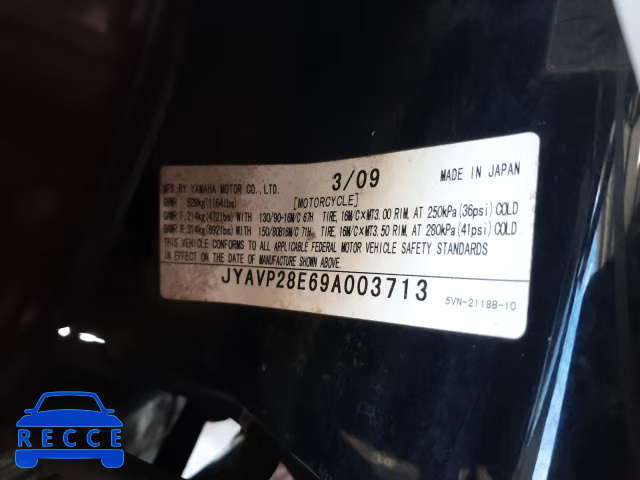 MFD.BY YAMAHA MOTOR CO.,LTD. 3/09 MADE IN JAPAN
GVWR 528kg(1164lbs) [MOTORCYCLE]
GAWR F.214kg(472lbs)WITH 130/90-16M/C 67H TIRE,16M/C×MT3.00 RIM, AT 250kPa(36psi)COLD
GAWR R.314kg(692lbs)WITH 150/80B16M/C 71H TIRE,16M/C×MT3.50 RIM, AT 280kPa(41psi)COLD
THIS VEHICLE CONFORMS TO ALL APPLICABLE FEDERAL MOTOR VEHICLE SAFETY STANDARDS
IN EFFECT ON THE DATE OF MANUFACTURE SHOWN ABOVE.
JYAVP28E69A003713
5VN-2118B-10
RECCE